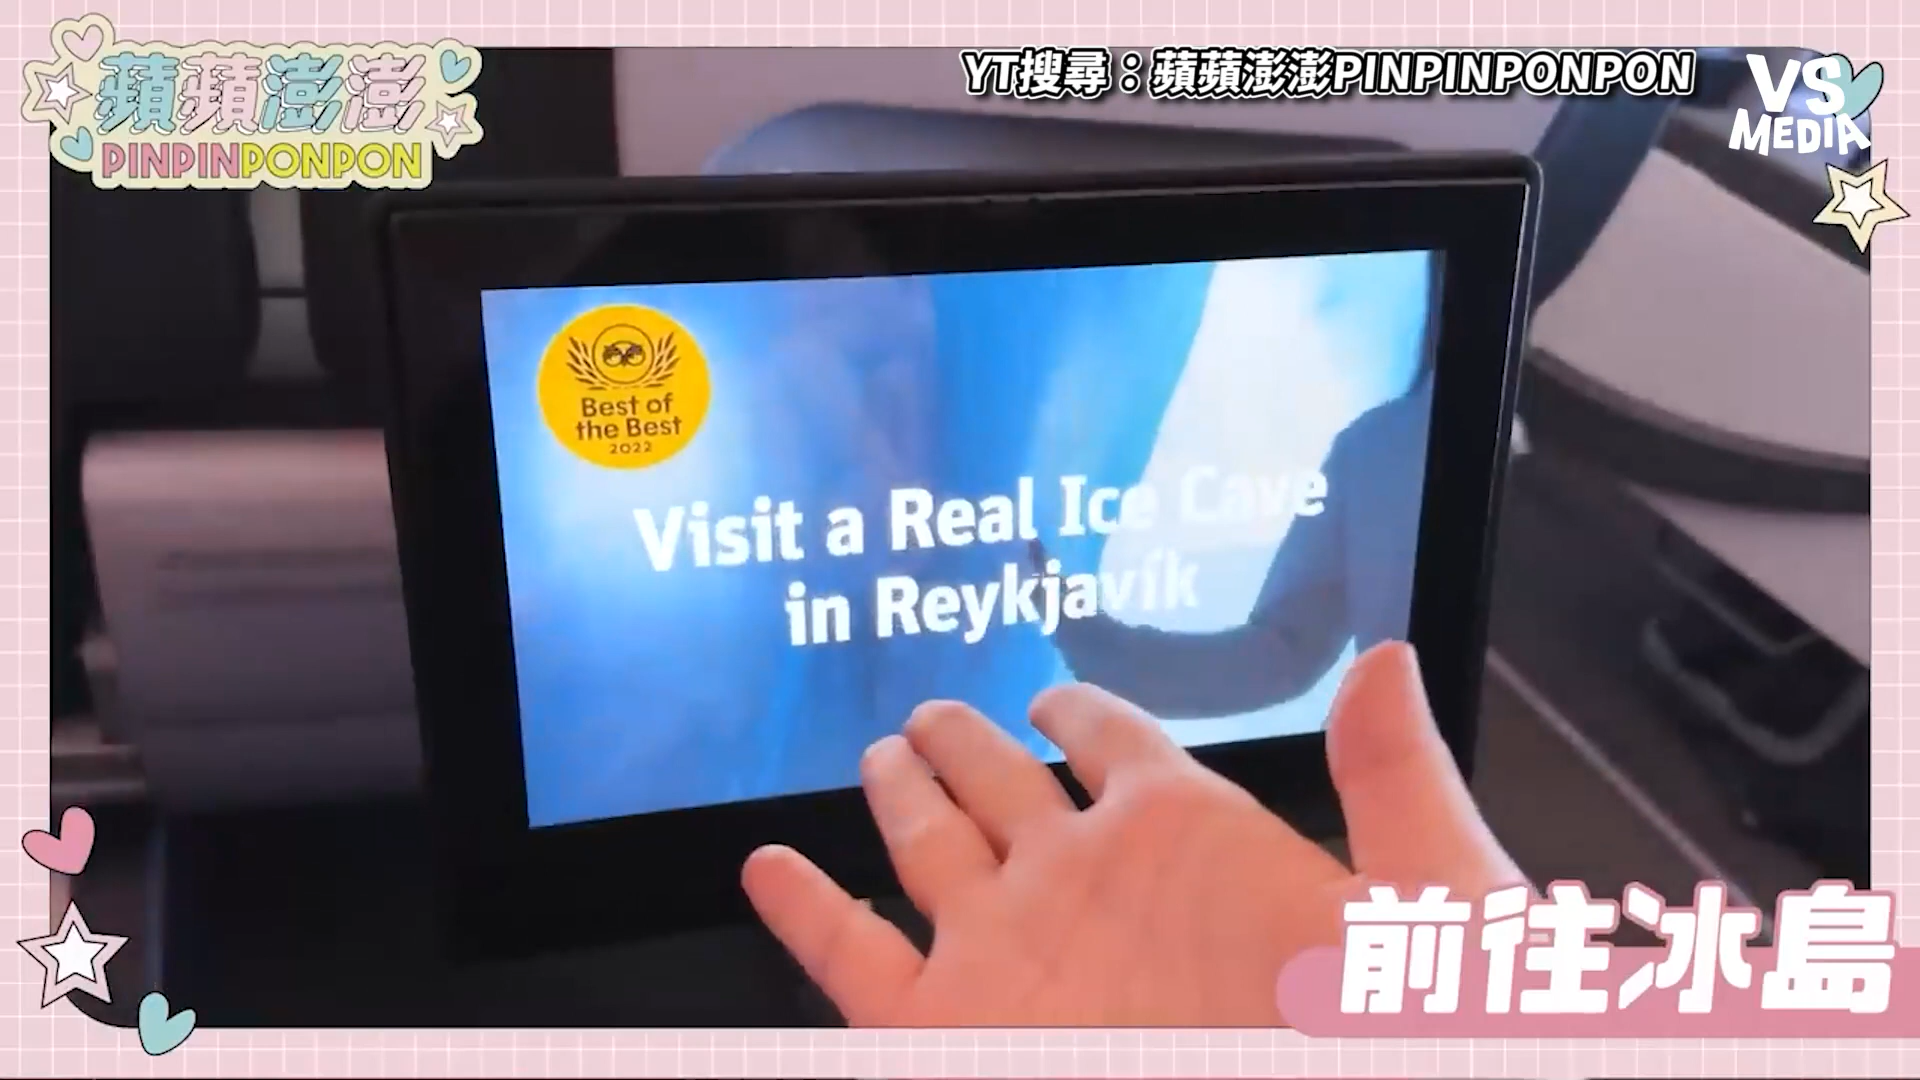 蘋蘋澎澎
PINPINPONPON
YT搜尋：蘋蘋澎澎PINPINPONPON
VS
MEDIA
Best of
the Best
2022
Visit a Real Ice Cave
in Reykjavík
前往冰島